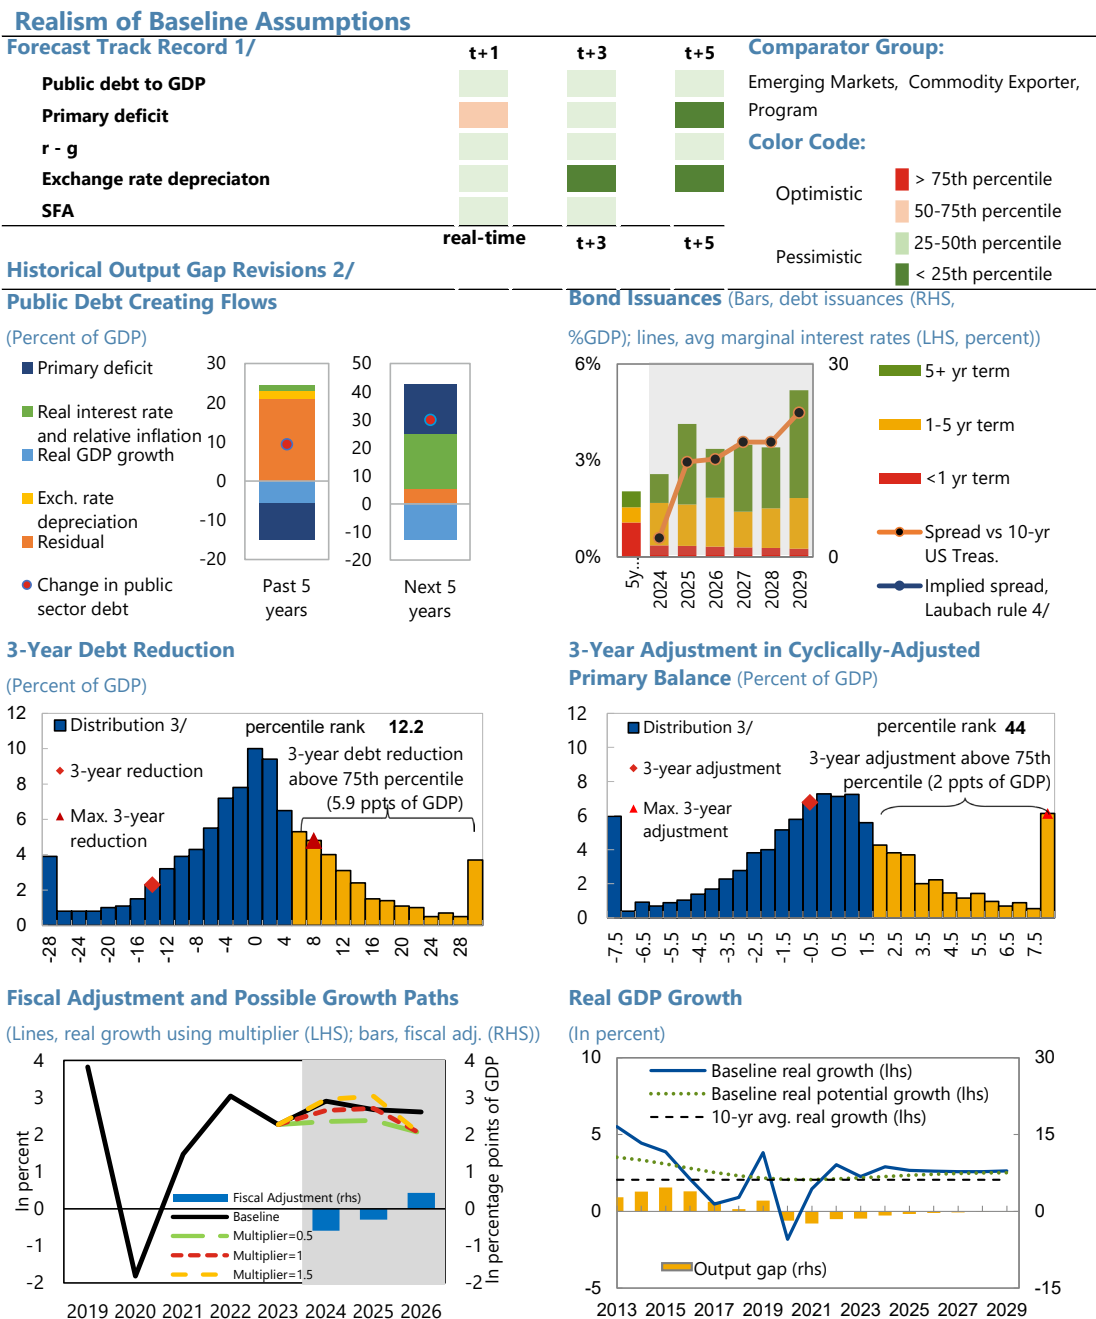 Realism of Baseline Assumptions
Forecast Track Record 1/
t+1 t+3 t+5
Comparator Group:
Public debt to GDP
Emerging Markets, Commodity Exporter,
Program
Primary deficit
r - g
Color Code:
Exchange rate depreciaton
Optimistic
> 75th percentile
50-75th percentile
SFA
real-time t+3 t+5
Pessimistic
25-50th percentile
< 25th percentile
Historical Output Gap Revisions 2/
Public Debt Creating Flows
(Percent of GDP)
Primary deficit
Real interest rate
and relative inflation
Real GDP growth
Exch. rate
depreciation
Residual
Change in public
sector debt
30
20
10
0
-10
-20
Past 5
years
50
40
30
20
10
0
-10
-20
Next 5
years
Bond Issuances (Bars, debt issuances (RHS,
%GDP); lines, avg marginal interest rates (LHS, percent))
6%
3%
0%
30
0
5y...
2024
2025
2026
2027
2028
2029
5+ yr term
1-5 yr term
<1 yr term
Spread vs 10-yr
US Treas.
Implied spread,
Laubach rule 4/
3-Year Debt Reduction
(Percent of GDP)
12
10
8
6
4
2
0
Distribution 3/
3-year reduction
Max. 3-year
reduction
percentile rank 12.2
3-year debt reduction
above 75th percentile
(5.9 ppts of GDP)
-28 -24 -20 -16 -12 -8 -4 0 4 8 12 16 20 24 28
3-Year Adjustment in Cyclically-Adjusted
Primary Balance (Percent of GDP)
12
10
8
6
4
2
0
Distribution 3/
3-year adjustment
Max. 3-year
adjustment
percentile rank 44
3-year adjustment above 75th
percentile (2 ppts of GDP)
-7.5 -6.5 -5.5 -4.5 -3.5 -2.5 -1.5 -0.5 0.5 1.5 2.5 3.5 4.5 5.5 6.5 7.5
Fiscal Adjustment and Possible Growth Paths
(Lines, real growth using multiplier (LHS); bars, fiscal adj. (RHS))
In percent
4
3
2
1
0
-1
-2
Fiscal Adjustment (rhs)
Baseline
Multiplier=0.5
Multiplier=1
Multiplier=1.5
4
3
2
1
0
-1
-2
In percentage points of GDP
2019 2020 2021 2022 2023 2024 2025 2026
Real GDP Growth
(In percent)
10
5
0
-5
Baseline real growth (lhs)
Baseline real potential growth (lhs)
10-yr avg. real growth (lhs)
Output gap (rhs)
30
15
0
-15
2013 2015 2017 2019 2021 2023 2025 2027 2029